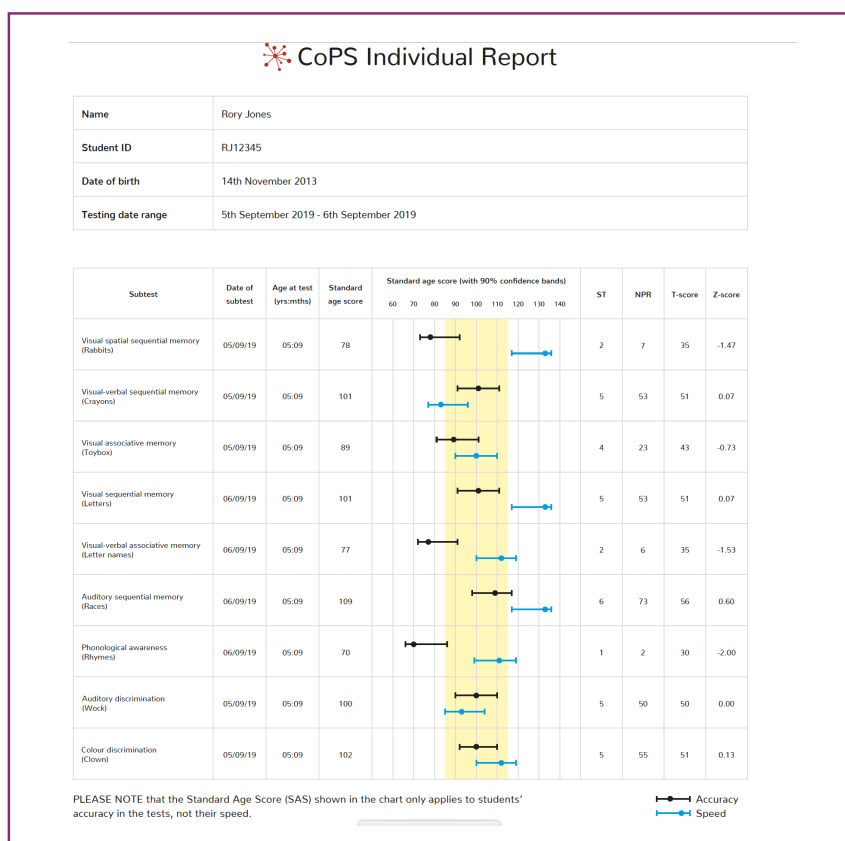 CoPS Individual Report
Name Rory Jones
Student ID RJ12345
Date of birth 14th November 2013
Testing date range 5th September 2019 - 6th September 2019
Subtest Date of subtest Age at test (yrs:mths) Standard age score Standard age score (with 90% confidence bands) ST NPR T-score Z-score
60 70 80 90 100 110 120 130 140
Visual spatial sequential memory
(Rabbits) 05/09/19 05:09 78 2 7 35 -1.47
Visual-verbal sequential memory
(Crayons) 05/09/19 05:09 101 5 53 51 0.07
Visual associative memory
(Toybox) 05/09/19 05:09 89 4 23 43 -0.73
Visual sequential memory
(Letters) 06/09/19 05:09 101 5 53 51 0.07
Visual-verbal associative memory
(Letter names) 06/09/19 05:09 77 2 6 35 -1.53
Auditory sequential memory
(Races) 06/09/19 05:09 109 6 73 56 0.60
Phonological awareness
(Rhymes) 06/09/19 05:09 70 1 2 30 -2.00
Auditory discrimination
(Wock) 05/09/19 05:09 100 5 50 50 0.00
Colour discrimination
(Clown) 05/09/19 05:09 102 5 55 51 0.13
PLEASE NOTE that the Standard Age Score (SAS) shown in the chart only applies to students’
accuracy in the tests, not their speed.
Accuracy
Speed